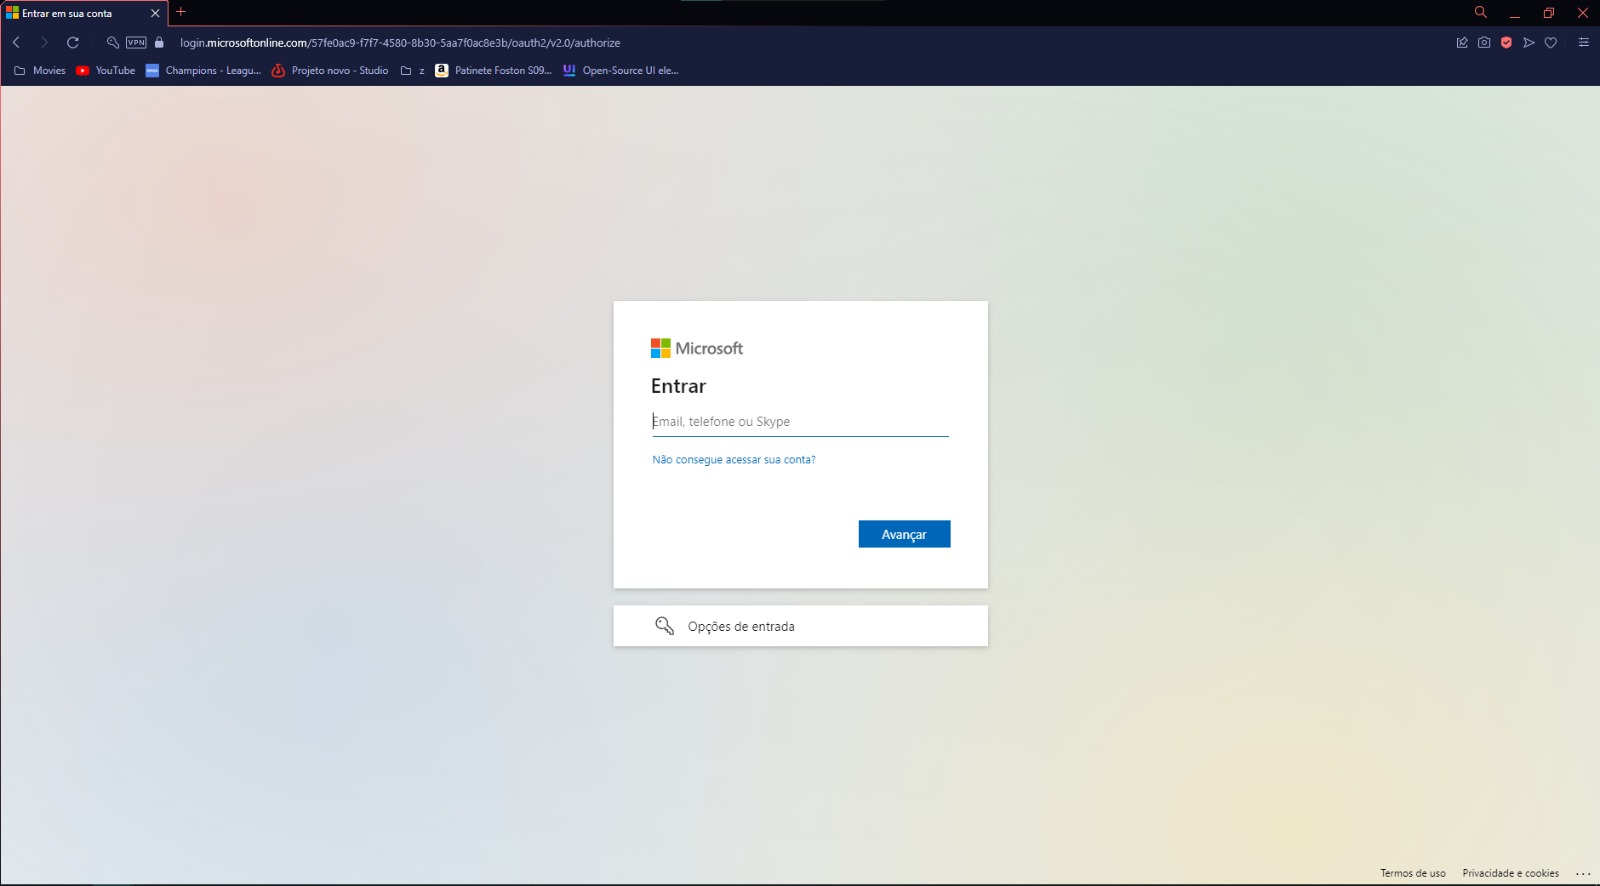 Entrar em sua conta
VPN
login.microsoftonline.com/57fe0ac9-f7f7-4580-8b30-5aa7f0ac8e3b/oauth2/v2.0/authorize
Movies YouTube Champions - Leagu... Projeto novo - Studio z Patinete Foston S09... Open-Source UI ele...
Microsoft
Entrar
Email, telefone ou Skype
Não consegue acessar sua conta?
Avançar
Opções de entrada
Termos de uso Privacidade e cookies ...